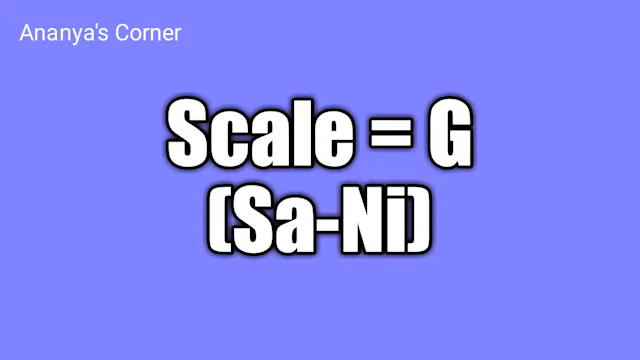 Ananya's Corner
Scale = G
(Sa-Ni)